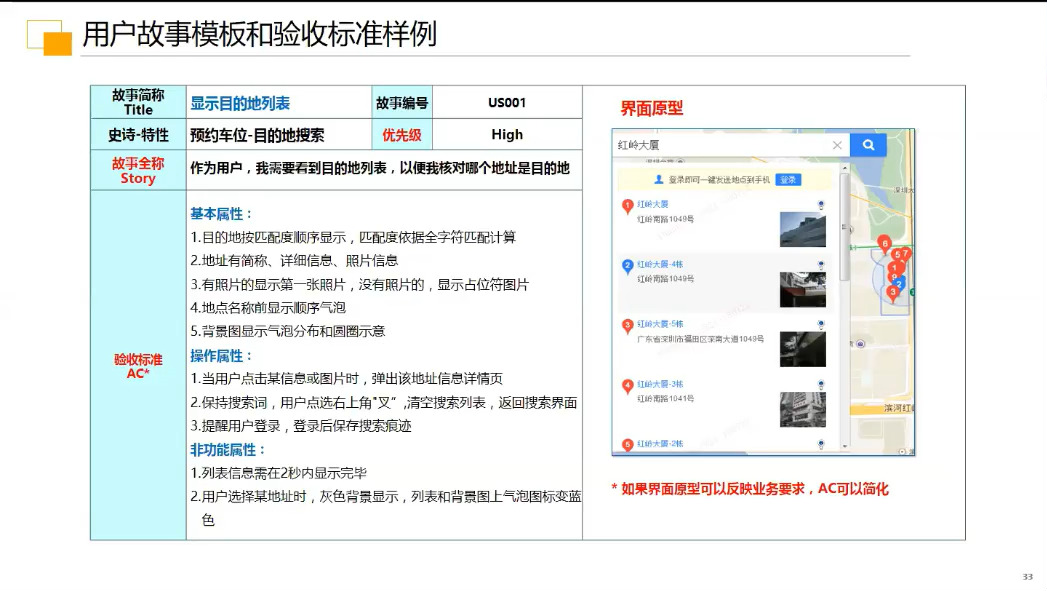 用户故事模板和验收标准样例
故事简称
Title
显示目的地列表
故事编号
US001
史诗-特性
预约车位-目的地搜索
优先级
High
故事全称
Story
作为用户，我需要看到目的地列表，以便我核对哪个地址是目的地
验收标准
AC*
基本属性：
1.目的地按匹配度顺序显示，匹配度依据全字符匹配计算
2.地址有简称、详细信息、照片信息
3.有照片的显示第一张照片，没有照片的，显示占位符图片
4.地点名称前显示顺序气泡
5.背景图显示气泡分布和圆圈示意
操作属性：
1.当用户点击某信息或图片时，弹出该地址信息详情页
2.保持搜索词，用户点选右上角"叉”,清空搜索列表，返回搜索界面
3.提醒用户登录，登录后保存搜索痕迹
非功能属性：
1.列表信息需在2秒内显示完毕
2.用户选择某地址时，灰色背景显示，列表和背景图上气泡图标变蓝
色
界面原型
红岭大厦
登录即可一键发送地点到手机
登录
1
红岭大厦
红岭南路1049号
2
红岭大厦-4栋
红岭南路1049号
3
红岭大厦-5栋
广东省深圳市福田区深南大道1049号
4
红岭大厦-3栋
红岭南路1041号
5
红岭大厦-2栋
6
5
7
1
9
2
3
滨河红岭
* 如果界面原型可以反映业务要求，AC可以简化
33